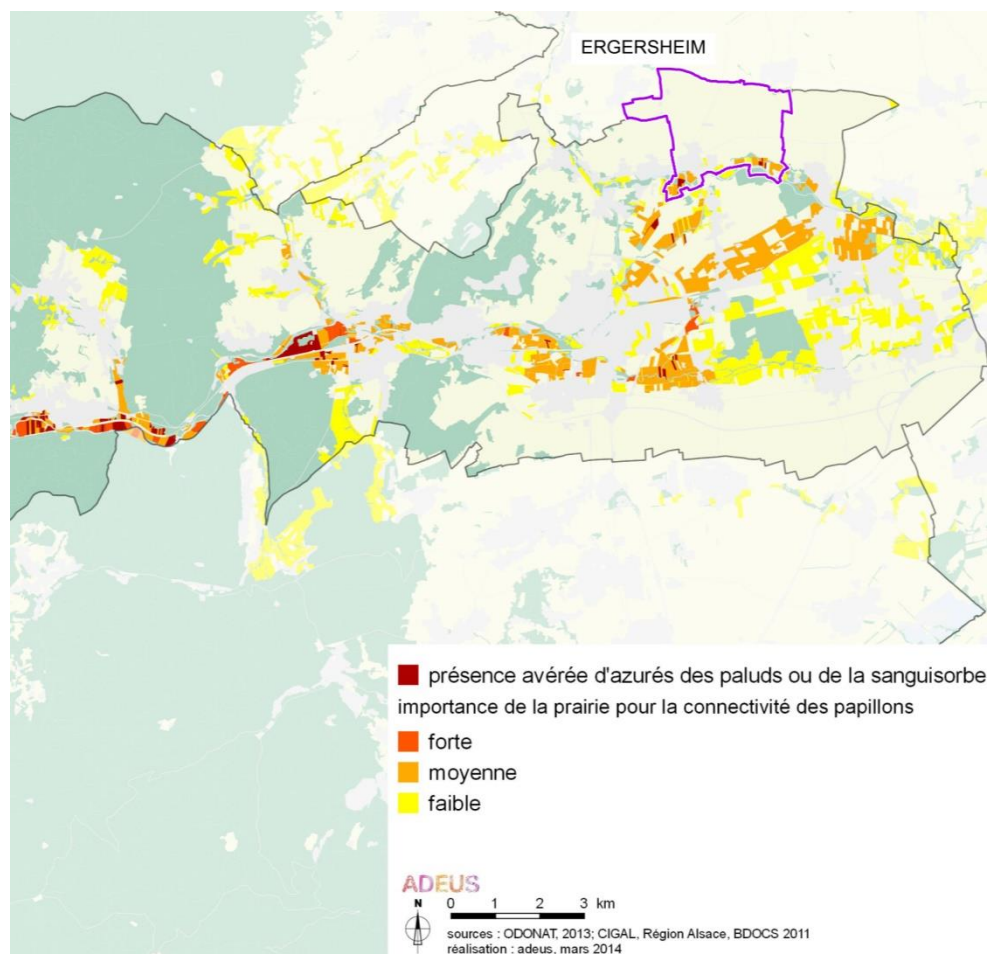 ERGERSHEIM
présence avérée d'azurés des paluds ou de la sanguisorbe
importance de la prairie pour la connectivité des papillons
forte
moyenne
faible
ADEUS
N
0 1 2 3 km
sources : ODONAT, 2013; CIGAL, Région Alsace, BDOCS 2011
réalisation : adeus, mars 2014